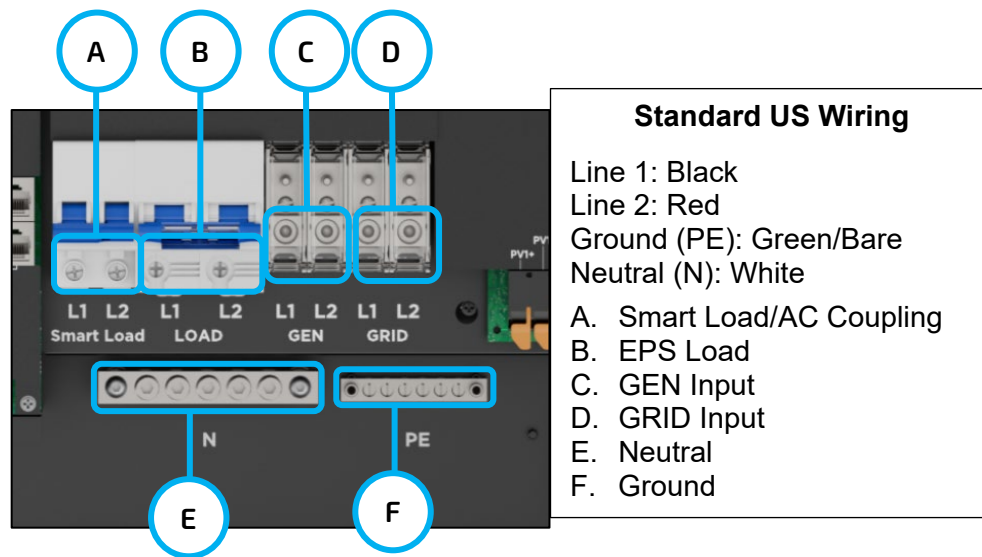 A B C D
L1 L2 L1 L2 L1 L2 L1 L2
Smart Load LOAD GEN GRID
N PE
E F
PV1+
Standard US Wiring
Line 1: Black
Line 2: Red
Ground (PE): Green/Bare
Neutral (N): White
A. Smart Load/AC Coupling
B. EPS Load
C. GEN Input
D. GRID Input
E. Neutral
F. Ground